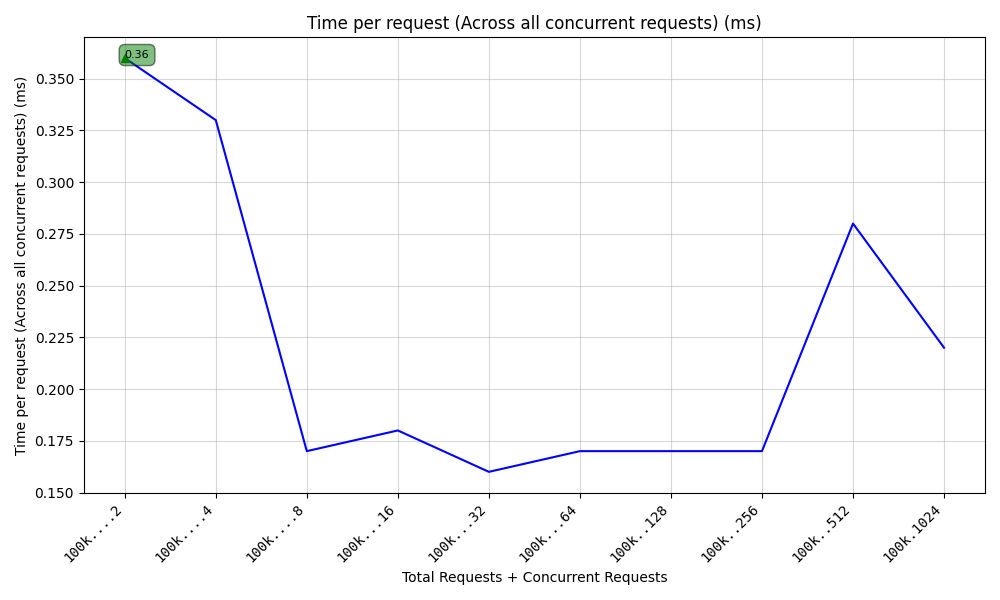 Time per request (Across all concurrent requests) (ms)
Time per request (Across all concurrent requests) (ms)
0.36
0.350
0.325
0.300
0.275
0.250
0.225
0.200
0.175
0.150
100k....2
100k....4
100k....8
100k...16
100k...32
100k...64
100k..128
100k..256
100k..512
100k.1024
Total Requests + Concurrent Requests